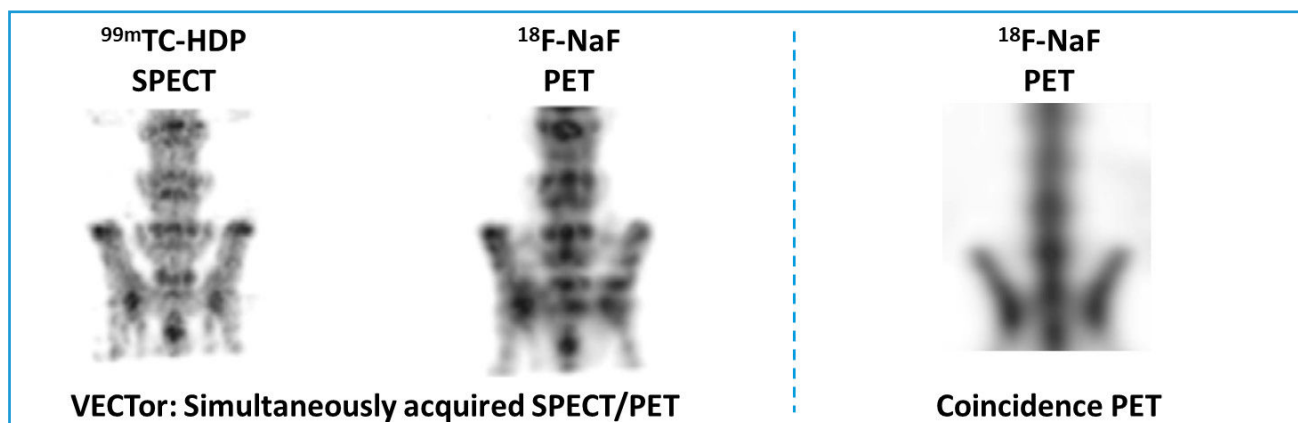 ⁹⁹ᵐTC-HDP
SPECT
¹⁸F-NaF
PET
VECTor: Simultaneously acquired SPECT/PET
¹⁸F-NaF
PET
Coincidence PET